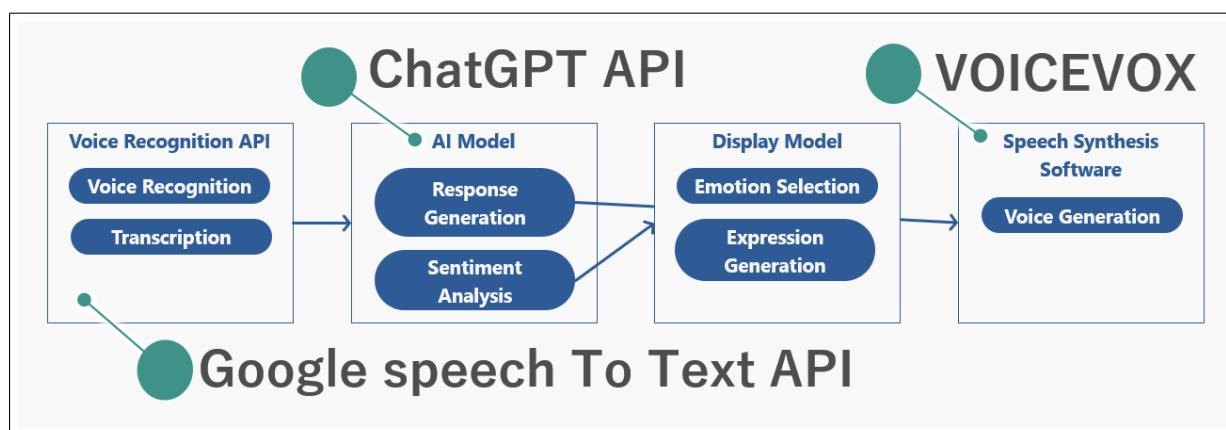 ChatGPT API
VOICEVOX
Voice Recognition API
Voice Recognition
Transcription
AI Model
Response
Generation
Sentiment
Analysis
Display Model
Emotion Selection
Expression
Generation
Speech Synthesis
Software
Voice Generation
Google speech To Text API